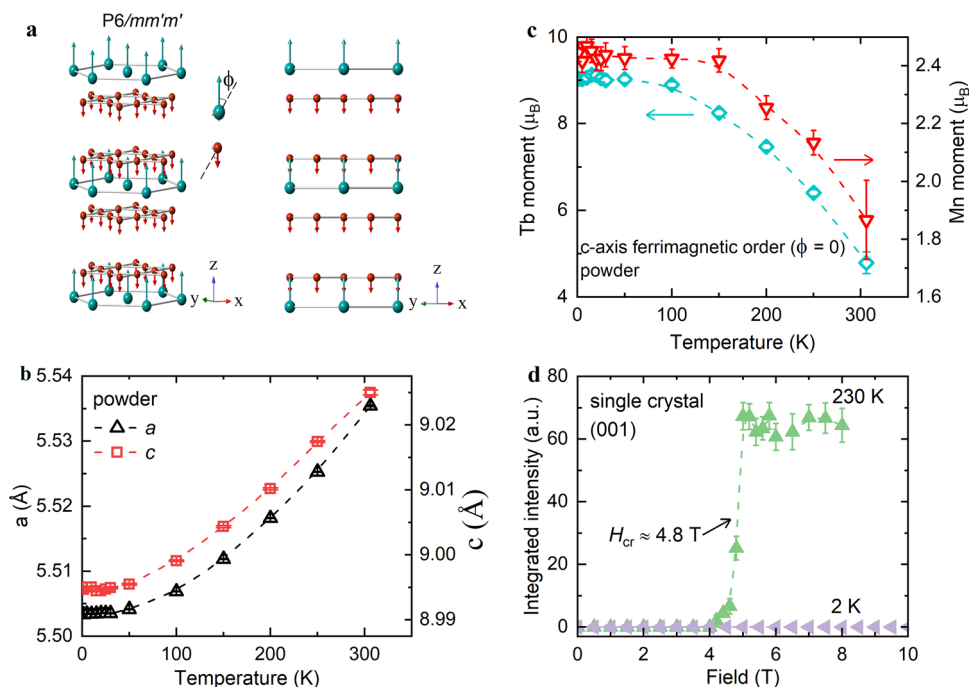 a
P6/mm'm'
ϕ
z
y
x
z
y
x
c
10
8
6
4
Tb moment (μB)
2.4
2.2
2.0
1.8
1.6
Mn moment (μB)
c-axis ferrimagnetic order (ϕ = 0)
powder
0 100 200 300
Temperature (K)
b
5.54
5.53
5.52
5.51
5.50
a (Å)
powder
a
c
9.02
9.01
9.00
8.99
c (Å)
0 100 200 300
Temperature (K)
d
80
60
40
20
0
Integrated intensity (a.u.)
single crystal
(001)
230 K
Hcr ≈ 4.8 T
2 K
0 2 4 6 8 10
Field (T)